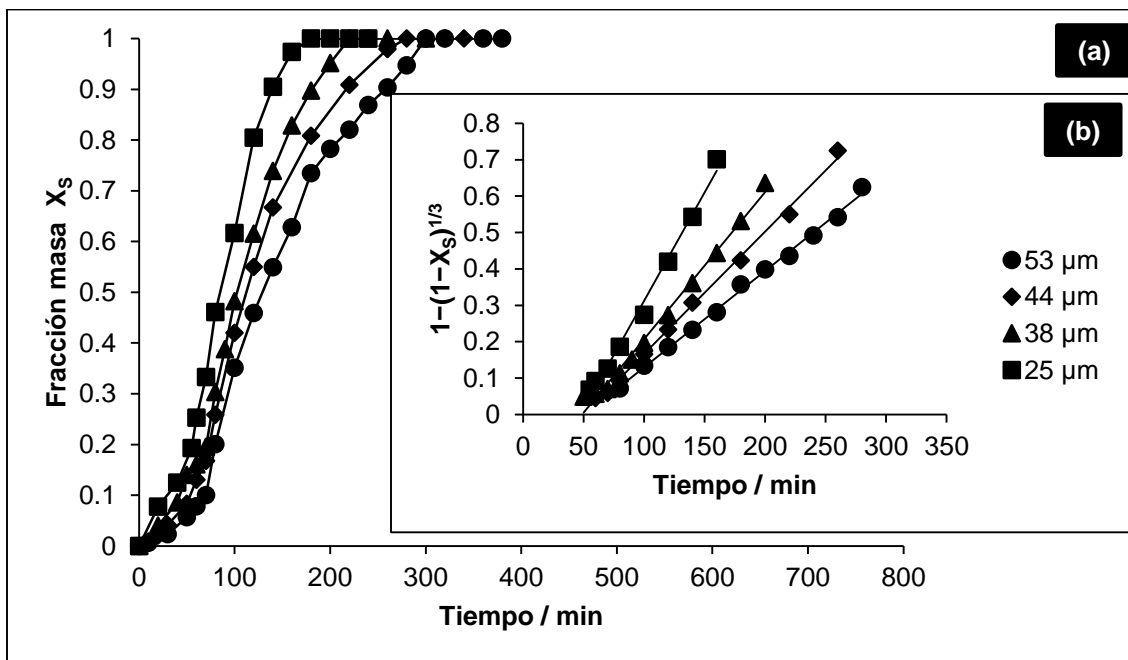 (a)
1
0.9
0.8
0.7
0.6
0.5
0.4
0.3
0.2
0.1
0
Fracción masa X_S
0 100 200 300 400 500 600 700 800
Tiempo / min
(b)
0.8
0.7
0.6
0.5
0.4
0.3
0.2
0.1
0
1−(1−X_S)^1/3
0 50 100 150 200 250 300 350
Tiempo / min
53 µm
44 µm
38 µm
25 µm